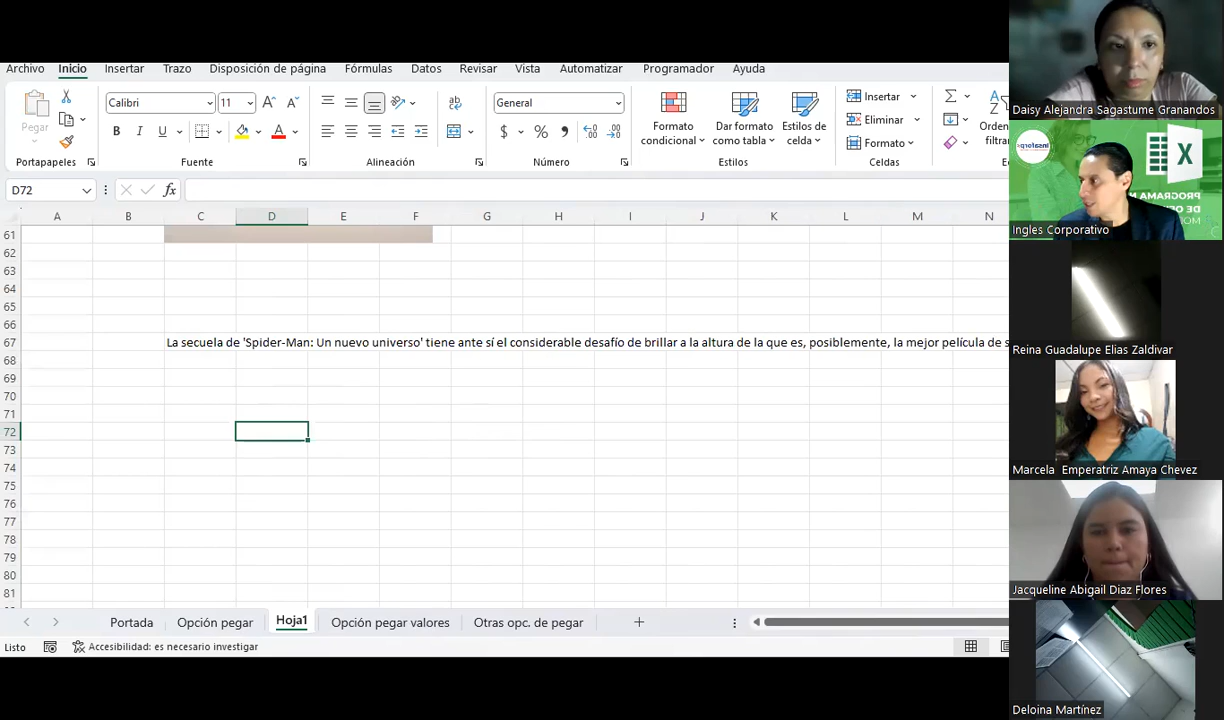 Archivo Inicio Insertar Trazo Disposición de página Fórmulas Datos Revisar Vista Automatizar Programador Ayuda
Pegar
Calibri 11
General
Formato condicional
Dar formato como tabla
Estilos de celda
Insertar
Eliminar
Formato
Orden
filtrar
Portapapeles Fuente Alineación Número Estilos Celdas
D72
A B C D E F G H I J K L M N
61
62
63
64
65
66
67 La secuela de 'Spider-Man: Un nuevo universo' tiene ante sí el considerable desafío de brillar a la altura de la que es, posiblemente, la mejor película de s
68
69
70
71
72
73
74
75
76
77
78
79
80
81
Portada Opción pegar Hoja1 Opción pegar valores Otras opc. de pegar
Listo Accesibilidad: es necesario investigar
Daisy Alejandra Sagastume Granandos
PROGRAMA N
DE OF
MO
Ingles Corporativo
Reina Guadalupe Elias Zaldivar
Marcela Emperatriz Amaya Chevez
Jacqueline Abigail Diaz Flores
Deloina Martínez